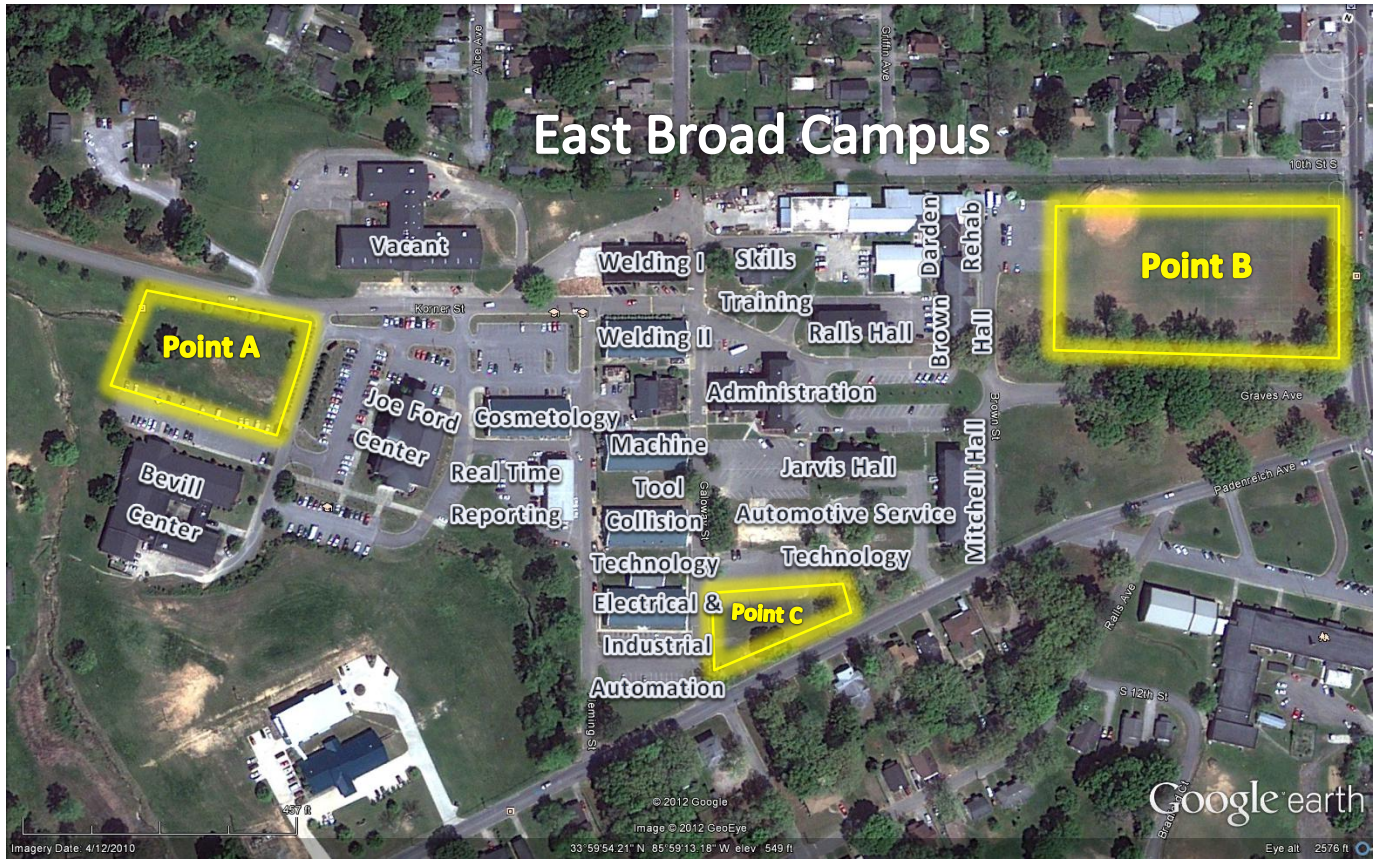 Alice Ave
Griffin Ave
East Broad Campus
10th St S
Vacant
Welding I
Skills
Training
Darden
Rehab
Point B
Korner St
Welding II
Ralls Hall
Brown
Hall
Point A
Administration
Graves Ave
Joe Ford
Center
Cosmetology
Brown St
Machine
Tool
Jarvis Hall
Mitchell Hall
Padenreich Ave
Bevill
Center
Real Time
Reporting
Galoway St
Collision
Technology
Automotive Service
Technology
Electrical &
Industrial
Automation
Point C
Ralls Ave
S 12th St
Fleming St
457 ft
© 2012 Google
Image © 2012 GeoEye
Google earth
Imagery Date: 4/12/2010
33°59'54.21" N 85°59'13.18" W elev 549 ft
Eye alt 2576 ft